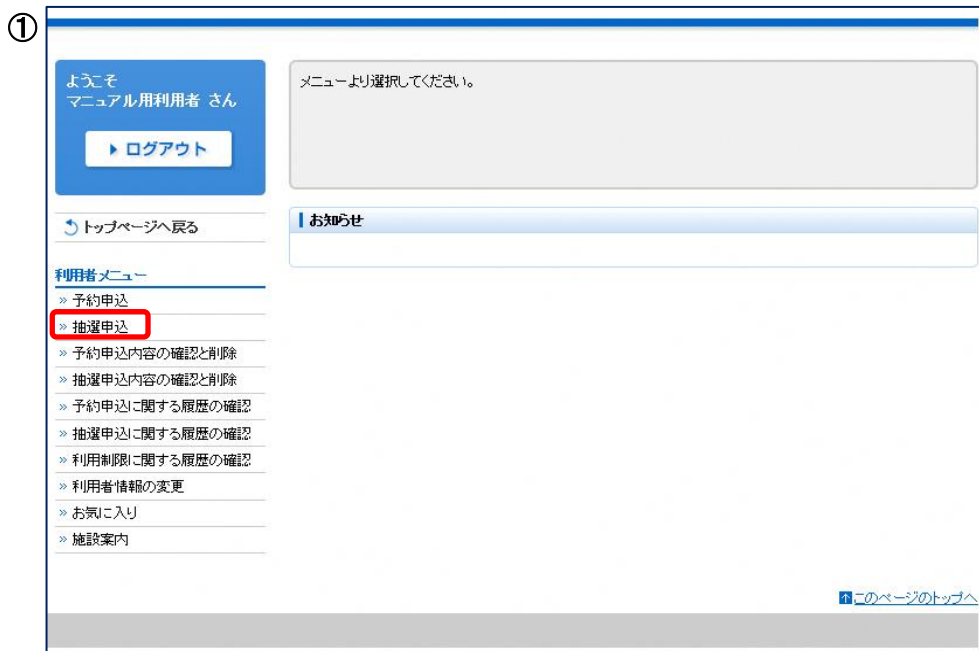 ①
ようこそ
マニュアル用利用者 さん
ログアウト
メニューより選択してください。
トップページへ戻る
お知らせ
利用者メニュー
» 予約申込
» 抽選申込
» 予約申込内容の確認と削除
» 抽選申込内容の確認と削除
» 予約申込に関する履歴の確認
» 抽選申込に関する履歴の確認
» 利用制限に関する履歴の確認
» 利用者情報の変更
» お気に入り
» 施設案内
このページのトップへ